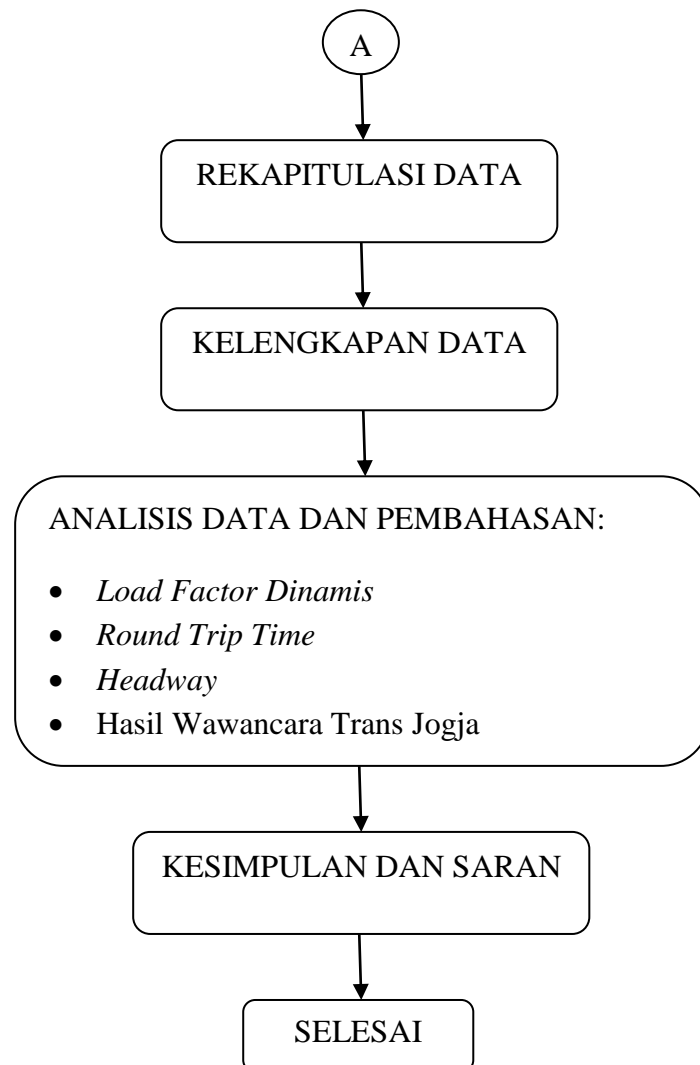 A
REKAPITULASI DATA
KELENGKAPAN DATA
ANALISIS DATA DAN PEMBAHASAN:
• Load Factor Dinamis
• Round Trip Time
• Headway
• Hasil Wawancara Trans Jogja
KESIMPULAN DAN SARAN
SELESAI